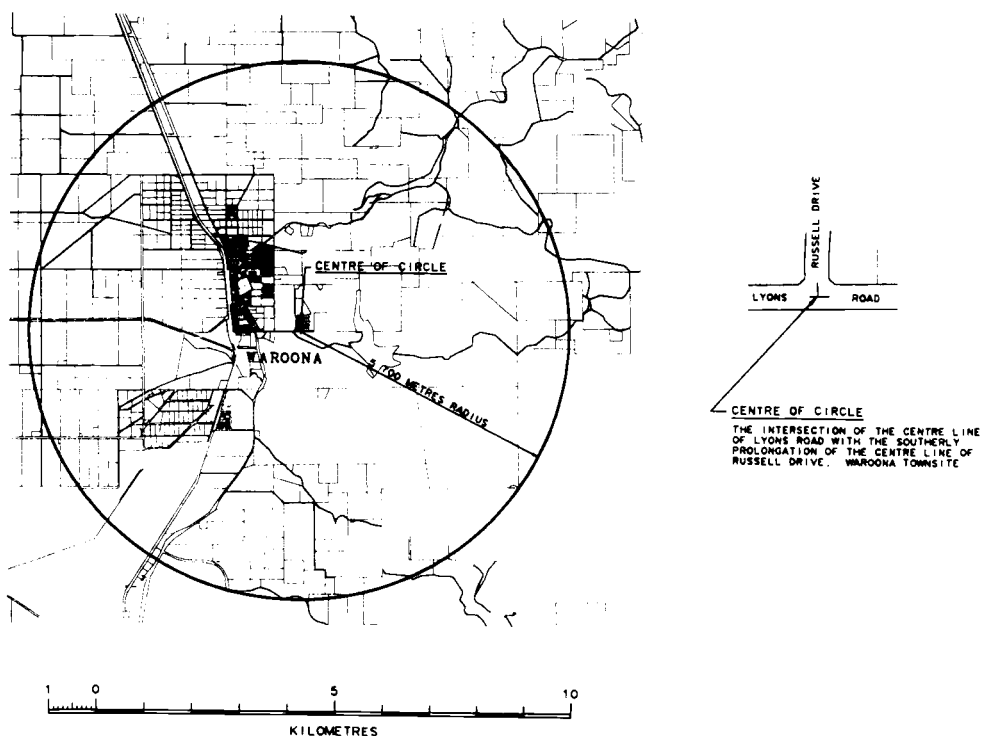 CENTRE OF CIRCLE
WAROONA
5 700 METRES RADIUS
RUSSELL DRIVE
LYONS ROAD
CENTRE OF CIRCLE
THE INTERSECTION OF THE CENTRE LINE
OF LYONS ROAD WITH THE SOUTHERLY
PROLONGATION OF THE CENTRE LINE OF
RUSSELL DRIVE, WAROONA TOWNSITE
1 0 5 10
KILOMETRES